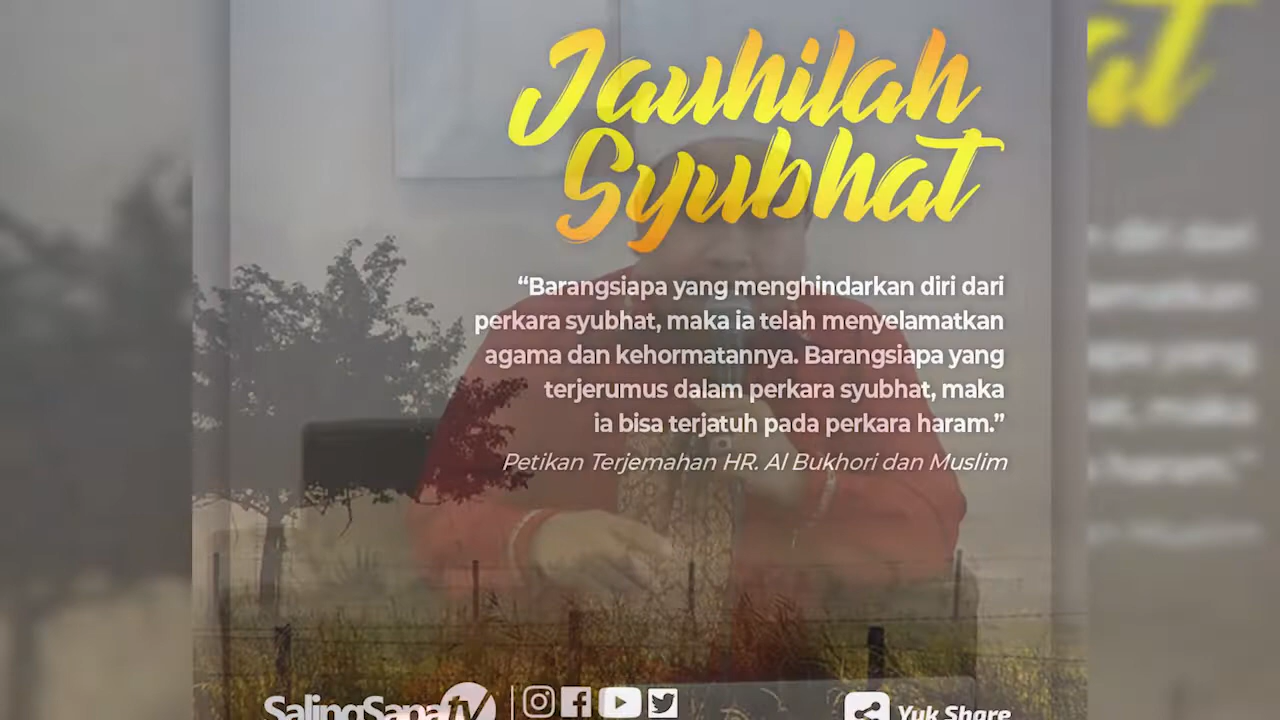 Jauhilah
Syubhat
“Barangsiapa yang menghindarkan diri dari
perkara syubhat, maka ia telah menyelamatkan
agama dan kehormatannya. Barangsiapa yang
terjerumus dalam perkara syubhat, maka
ia bisa terjatuh pada perkara haram.”
Petikan Terjemahan HR. Al Bukhori dan Muslim
SalingSapa tv
Yuk Share